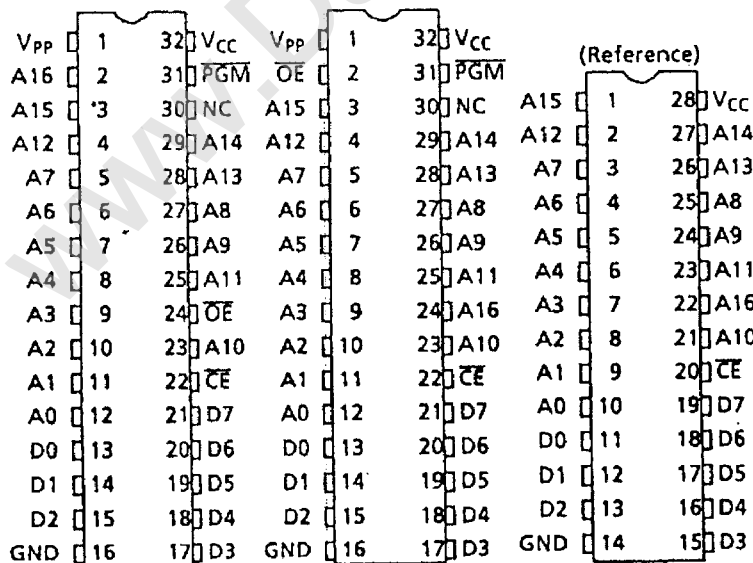 (Reference)
VPP 1 32 VCC VPP 1 32 VCC
A16 2 31 PGM OE 2 31 PGM
A15 3 30 NC A15 3 30 NC A15 1 28 VCC
A12 4 29 A14 A12 4 29 A14 A12 2 27 A14
A7 5 28 A13 A7 5 28 A13 A7 3 26 A13
A6 6 27 A8 A6 6 27 A8 A6 4 25 A8
A5 7 26 A9 A5 7 26 A9 A5 5 24 A9
A4 8 25 A11 A4 8 25 A11 A4 6 23 A11
A3 9 24 OE A3 9 24 A16 A3 7 22 A16
A2 10 23 A10 A2 10 23 A10 A2 8 21 A10
A1 11 22 CE A1 11 22 CE A1 9 20 CE
A0 12 21 D7 A0 12 21 D7 A0 10 19 D7
D0 13 20 D6 D0 13 20 D6 D0 11 18 D6
D1 14 19 D5 D1 14 19 D5 D1 12 17 D5
D2 15 18 D4 D2 15 18 D4 D2 13 16 D4
GND 16 17 D3 GND 16 17 D3 GND 14 15 D3